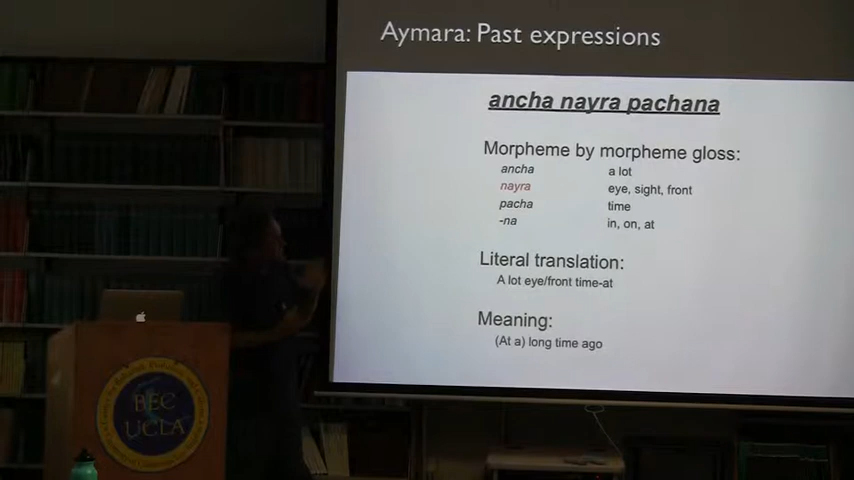 Aymara: Past expressions
ancha nayra pachana
Morpheme by morpheme gloss:
ancha a lot
nayra eye, sight, front
pacha time
-na in, on, at
Literal translation:
A lot eye/front time-at
Meaning:
(At a) long time ago
BEC
UCLA